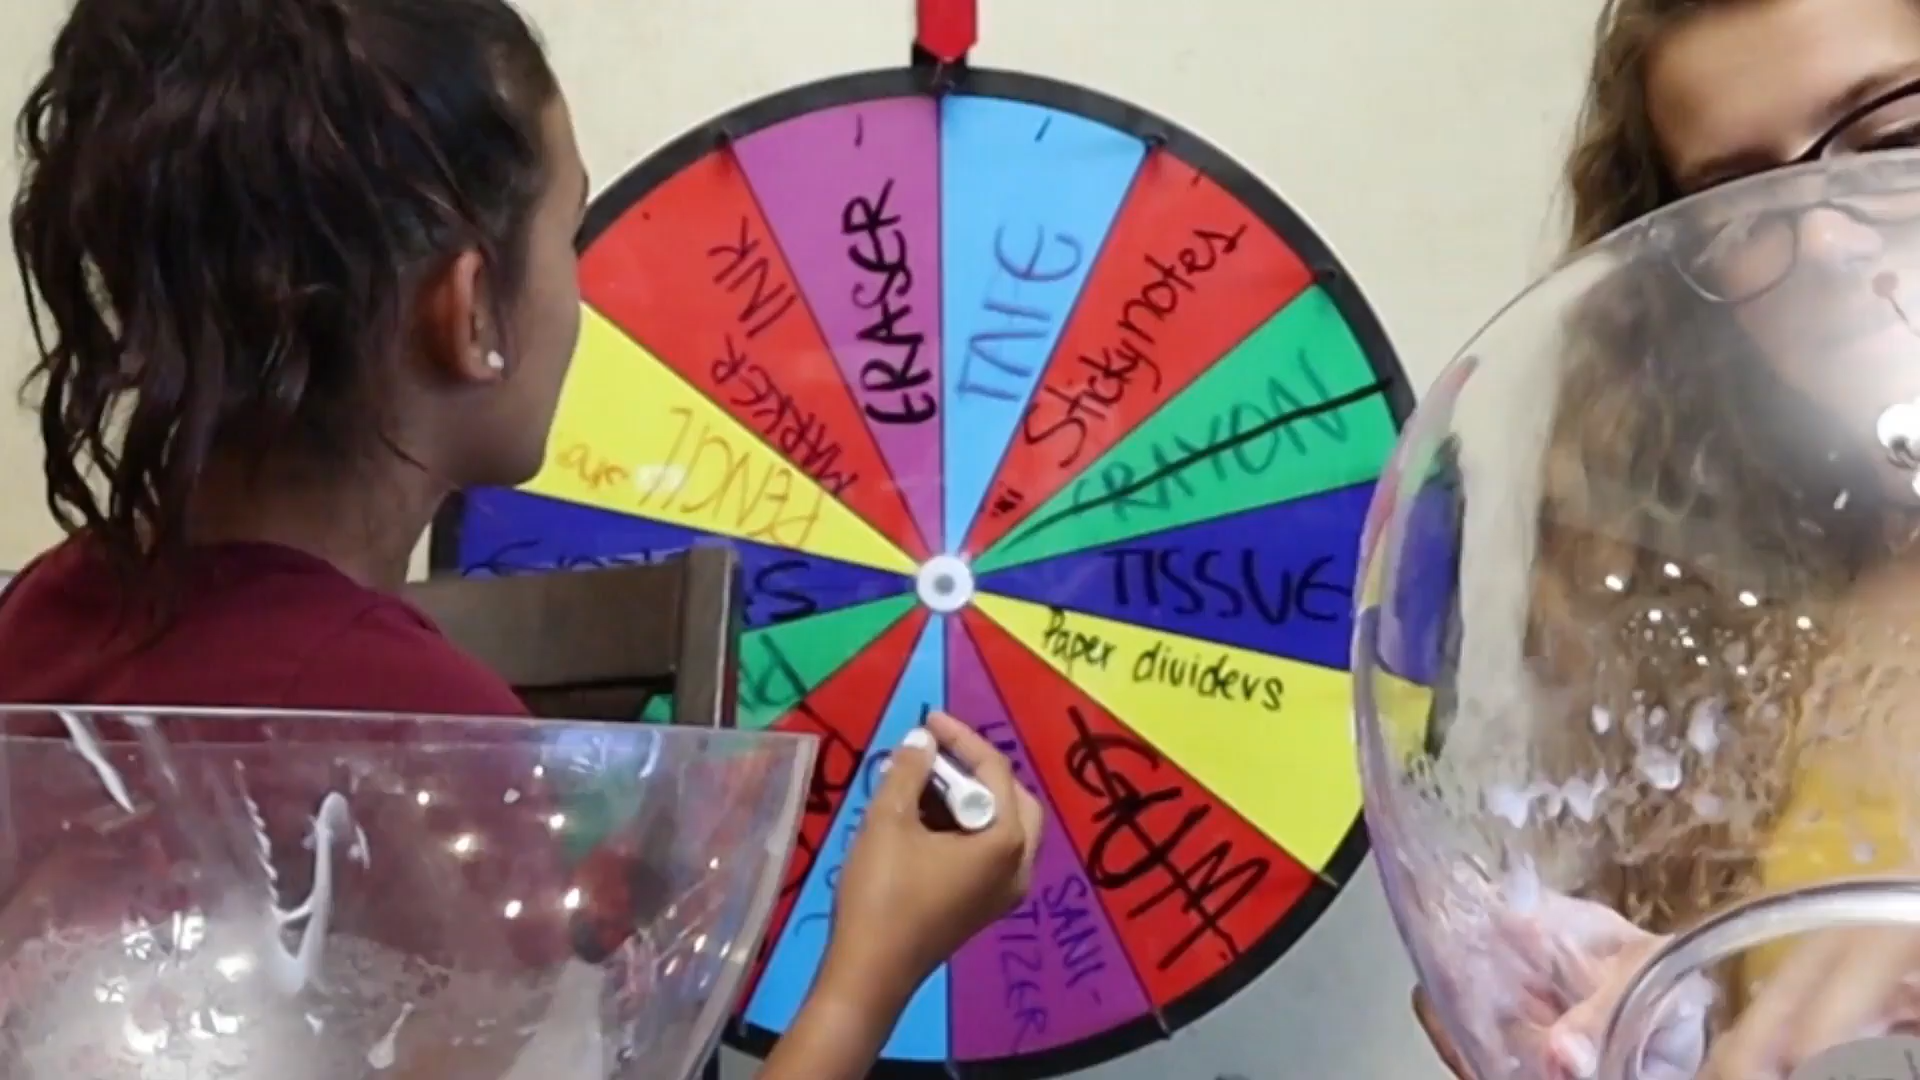 ERASER
TAPE
Stickynotes
CRAYON
TISSUE
Paper dividers
GUM
SANI-
TIZER
MARKER INK
PENCIL